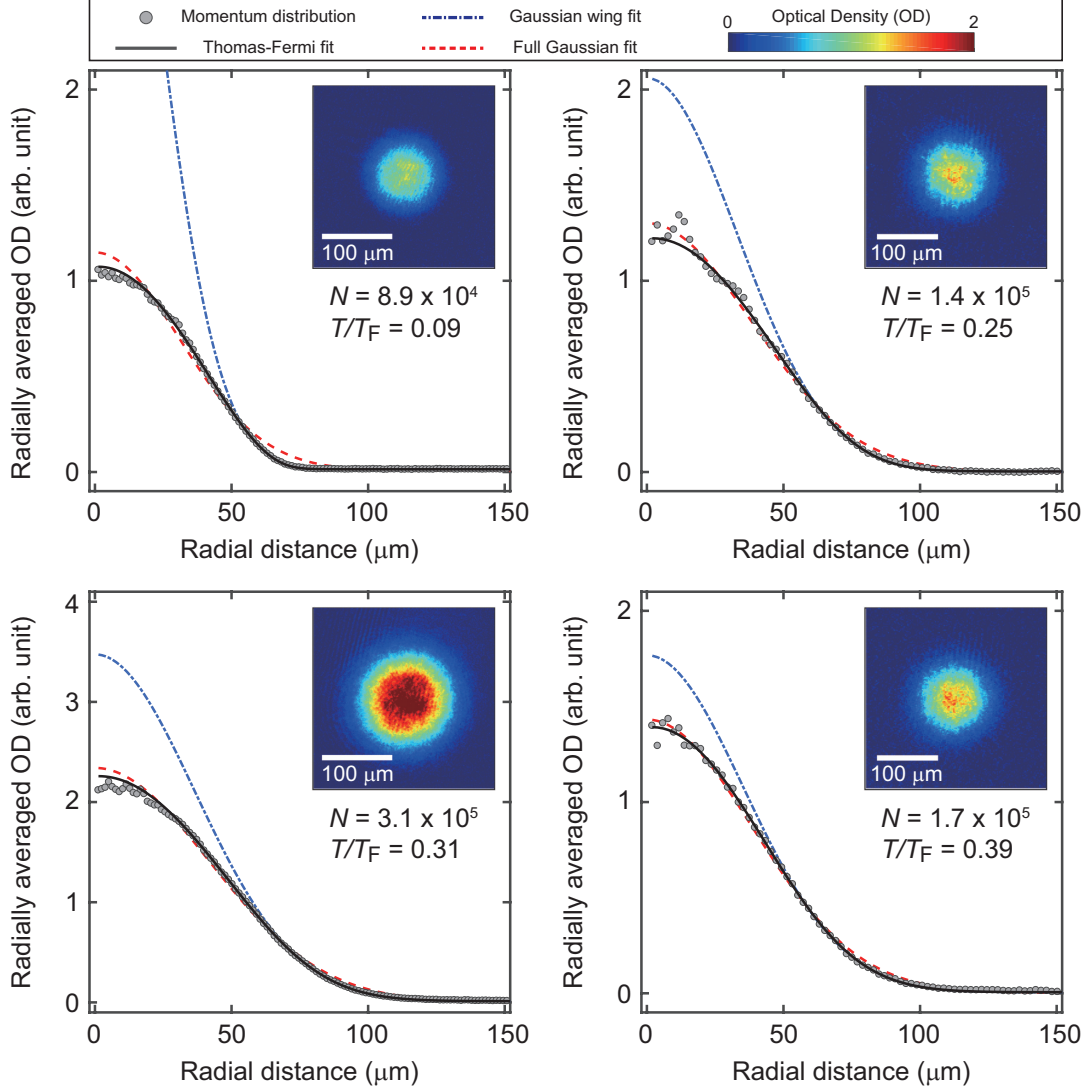 Momentum distribution
Gaussian wing fit
0 Optical Density (OD) 2
Thomas-Fermi fit
Full Gaussian fit
Radially averaged OD (arb. unit)
2
1
0
100 μm
N = 8.9 x 10⁴
T/TF = 0.09
0 50 100 150
Radial distance (μm)
Radially averaged OD (arb. unit)
2
1
0
100 μm
N = 1.4 x 10⁵
T/TF = 0.25
0 50 100 150
Radial distance (μm)
Radially averaged OD (arb. unit)
4
3
2
1
0
100 μm
N = 3.1 x 10⁵
T/TF = 0.31
0 50 100 150
Radial distance (μm)
Radially averaged OD (arb. unit)
2
1
0
100 μm
N = 1.7 x 10⁵
T/TF = 0.39
0 50 100 150
Radial distance (μm)